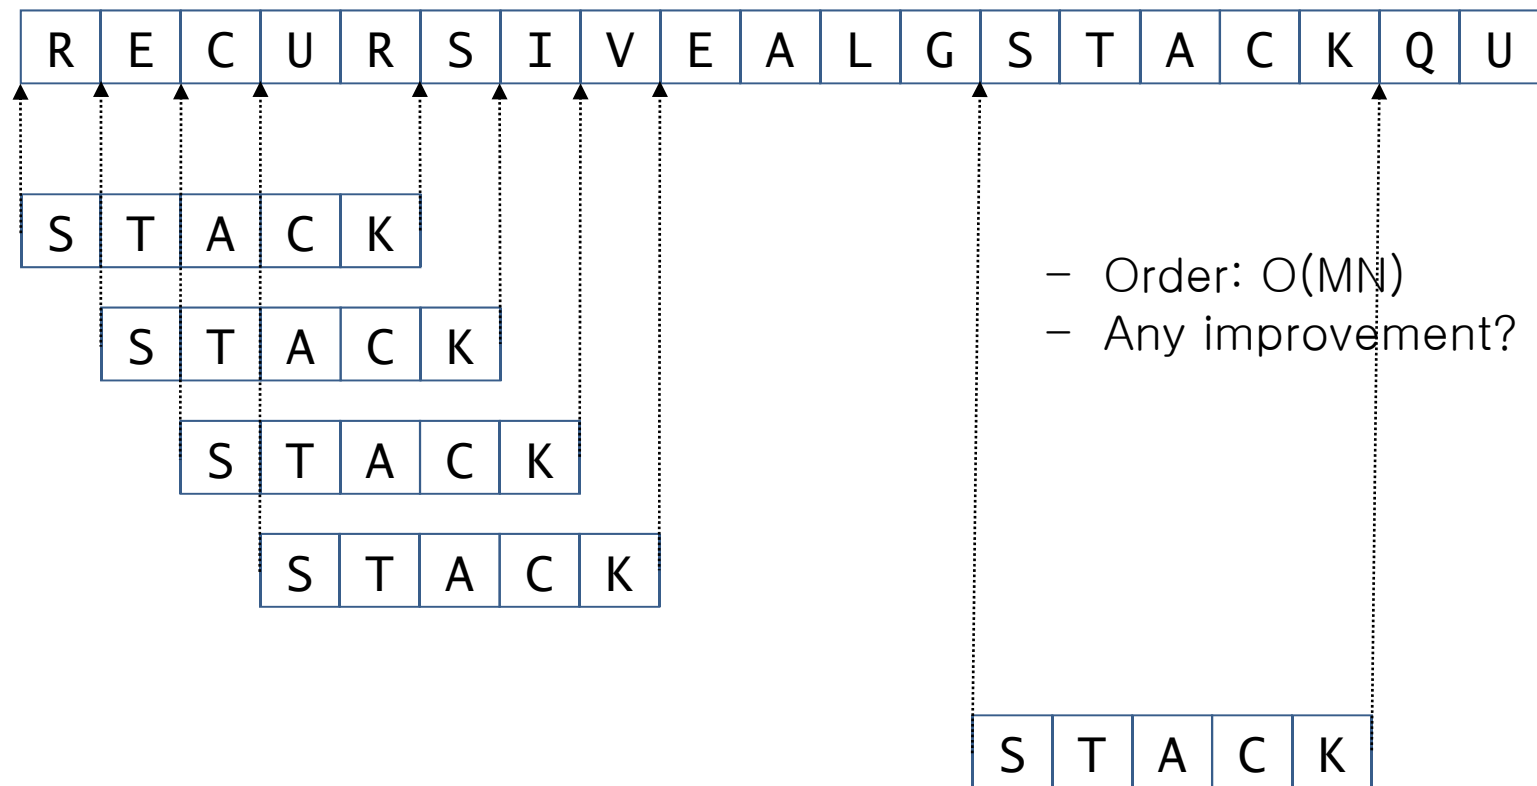 R E C U R S I V E A L G S T A C K Q U
S T A C K
S T A C K
– Order: O(MN)
– Any improvement?
S T A C K
S T A C K
S T A C K